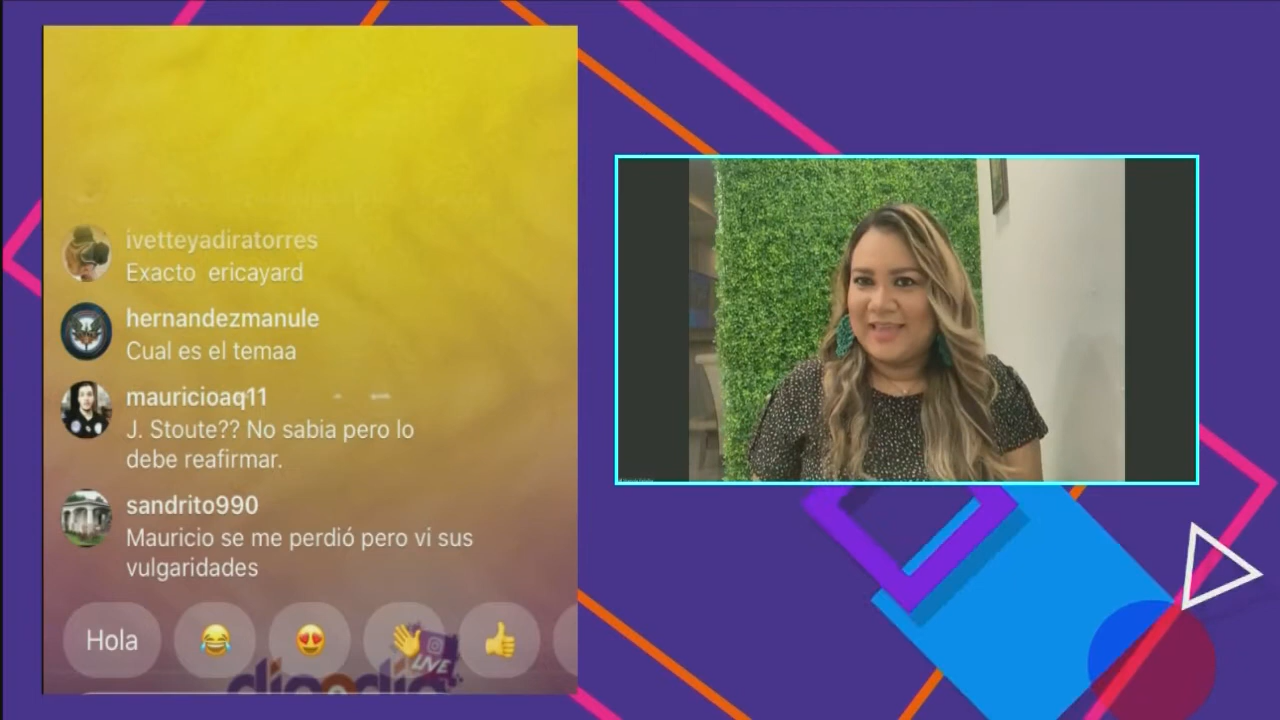 ivetteyadiratorres
Exacto ericayard
hernandezmanule
Cual es el temaa
mauricioaq11
J. Stoute?? No sabia pero lo
debe reafirmar.
sandrito990
Mauricio se me perdió pero vi sus
vulgaridades
Hola
LIVE